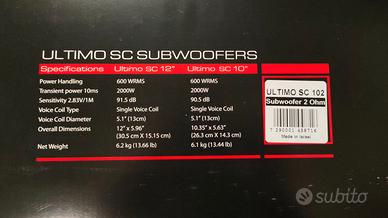 ULTIMO SC SUBWOOFERS
Specifications Ultimo SC 12" Ultimo SC 10"
Power Handling 600 WRMS 600 WRMS
Transient power 10ms 2000W 2000W
Sensitivity 2.83V/1M 91.5 dB 90.5 dB
Voice Coil Type Single Voice Coil Single Voice Coil
Voice Coil Diameter 5.1" (13cm) 5.1" (13cm)
Overall Dimensions 12" x 5.96" 10.35" x 5.63"
(30.5 cm X 15.15 cm) (26.3 cm X 14.3 cm)
Net Weight 6.2 kg (13.66 lb) 6.1 kg (13.44 lb)
ULTIMO SC 102
Subwoofer 2 Ohm
7 290001 438716
Made in Israel
subito